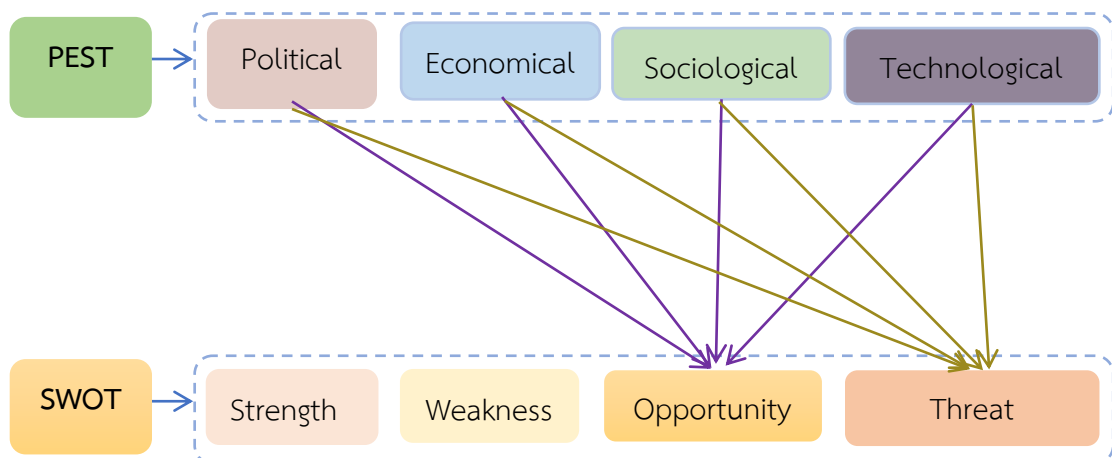 PEST
Political
Economical
Sociological
Technological
SWOT
Strength
Weakness
Opportunity
Threat